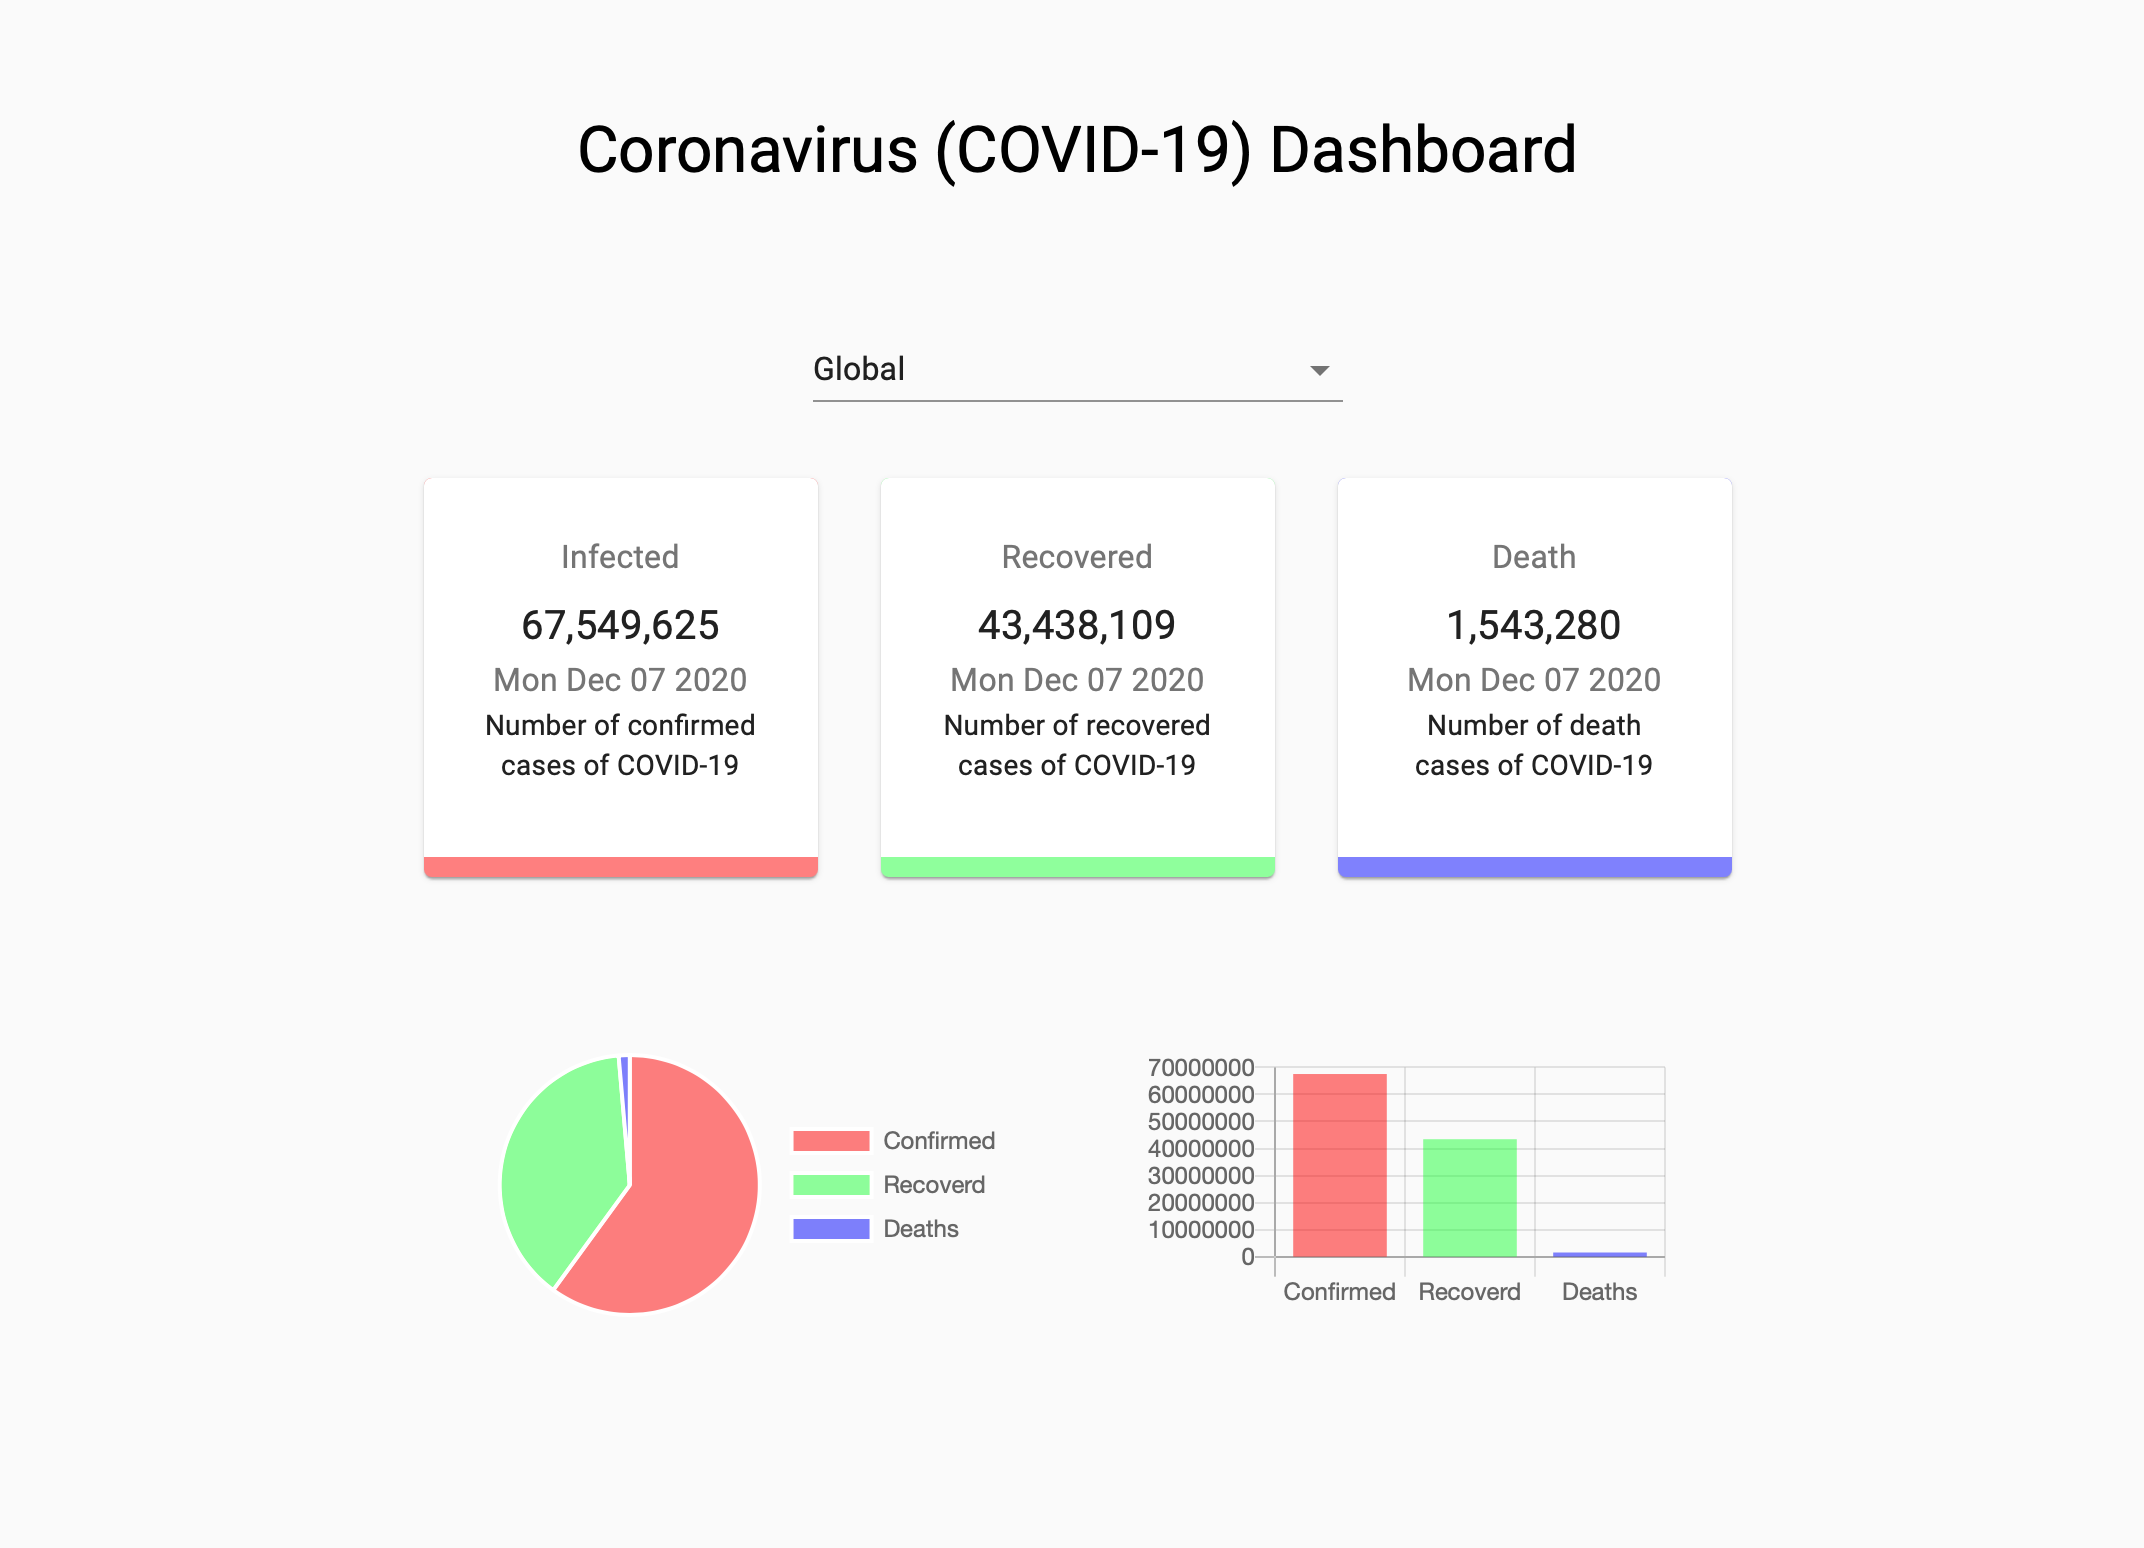 Coronavirus (COVID-19) Dashboard
Global
Infected
67,549,625
Mon Dec 07 2020
Number of confirmed
cases of COVID-19
Recovered
43,438,109
Mon Dec 07 2020
Number of recovered
cases of COVID-19
Death
1,543,280
Mon Dec 07 2020
Number of death
cases of COVID-19
Confirmed
Recoverd
Deaths
70000000
60000000
50000000
40000000
30000000
20000000
10000000
0
Confirmed Recoverd Deaths